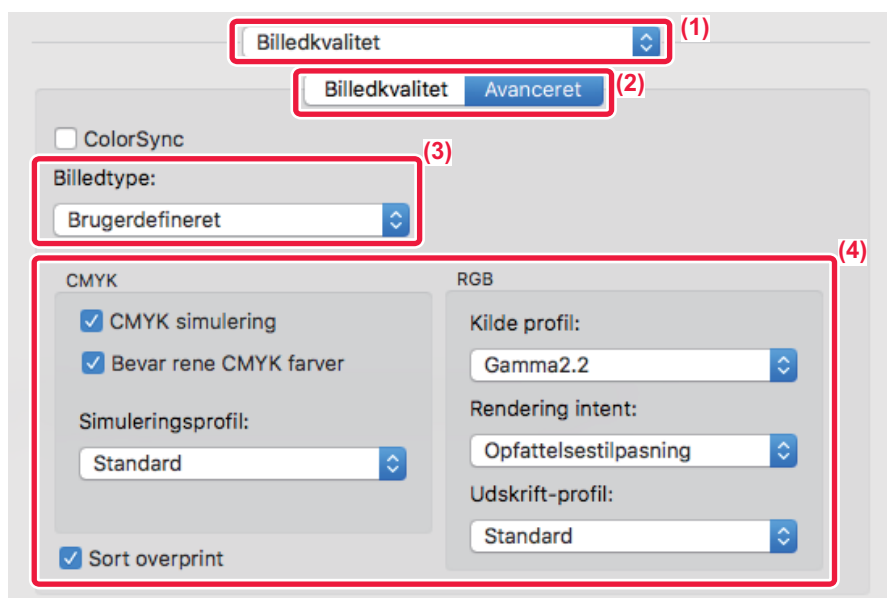 Billedkvalitet
(1)
Billedkvalitet Avanceret
(2)
ColorSync
(3)
Billedtype:
Brugerdefineret
(4)
CMYK
CMYK simulering
Bevar rene CMYK farver
Simuleringsprofil:
Standard
Sort overprint
RGB
Kilde profil:
Gamma2.2
Rendering intent:
Opfattelsestilpasning
Udskrift-profil:
Standard